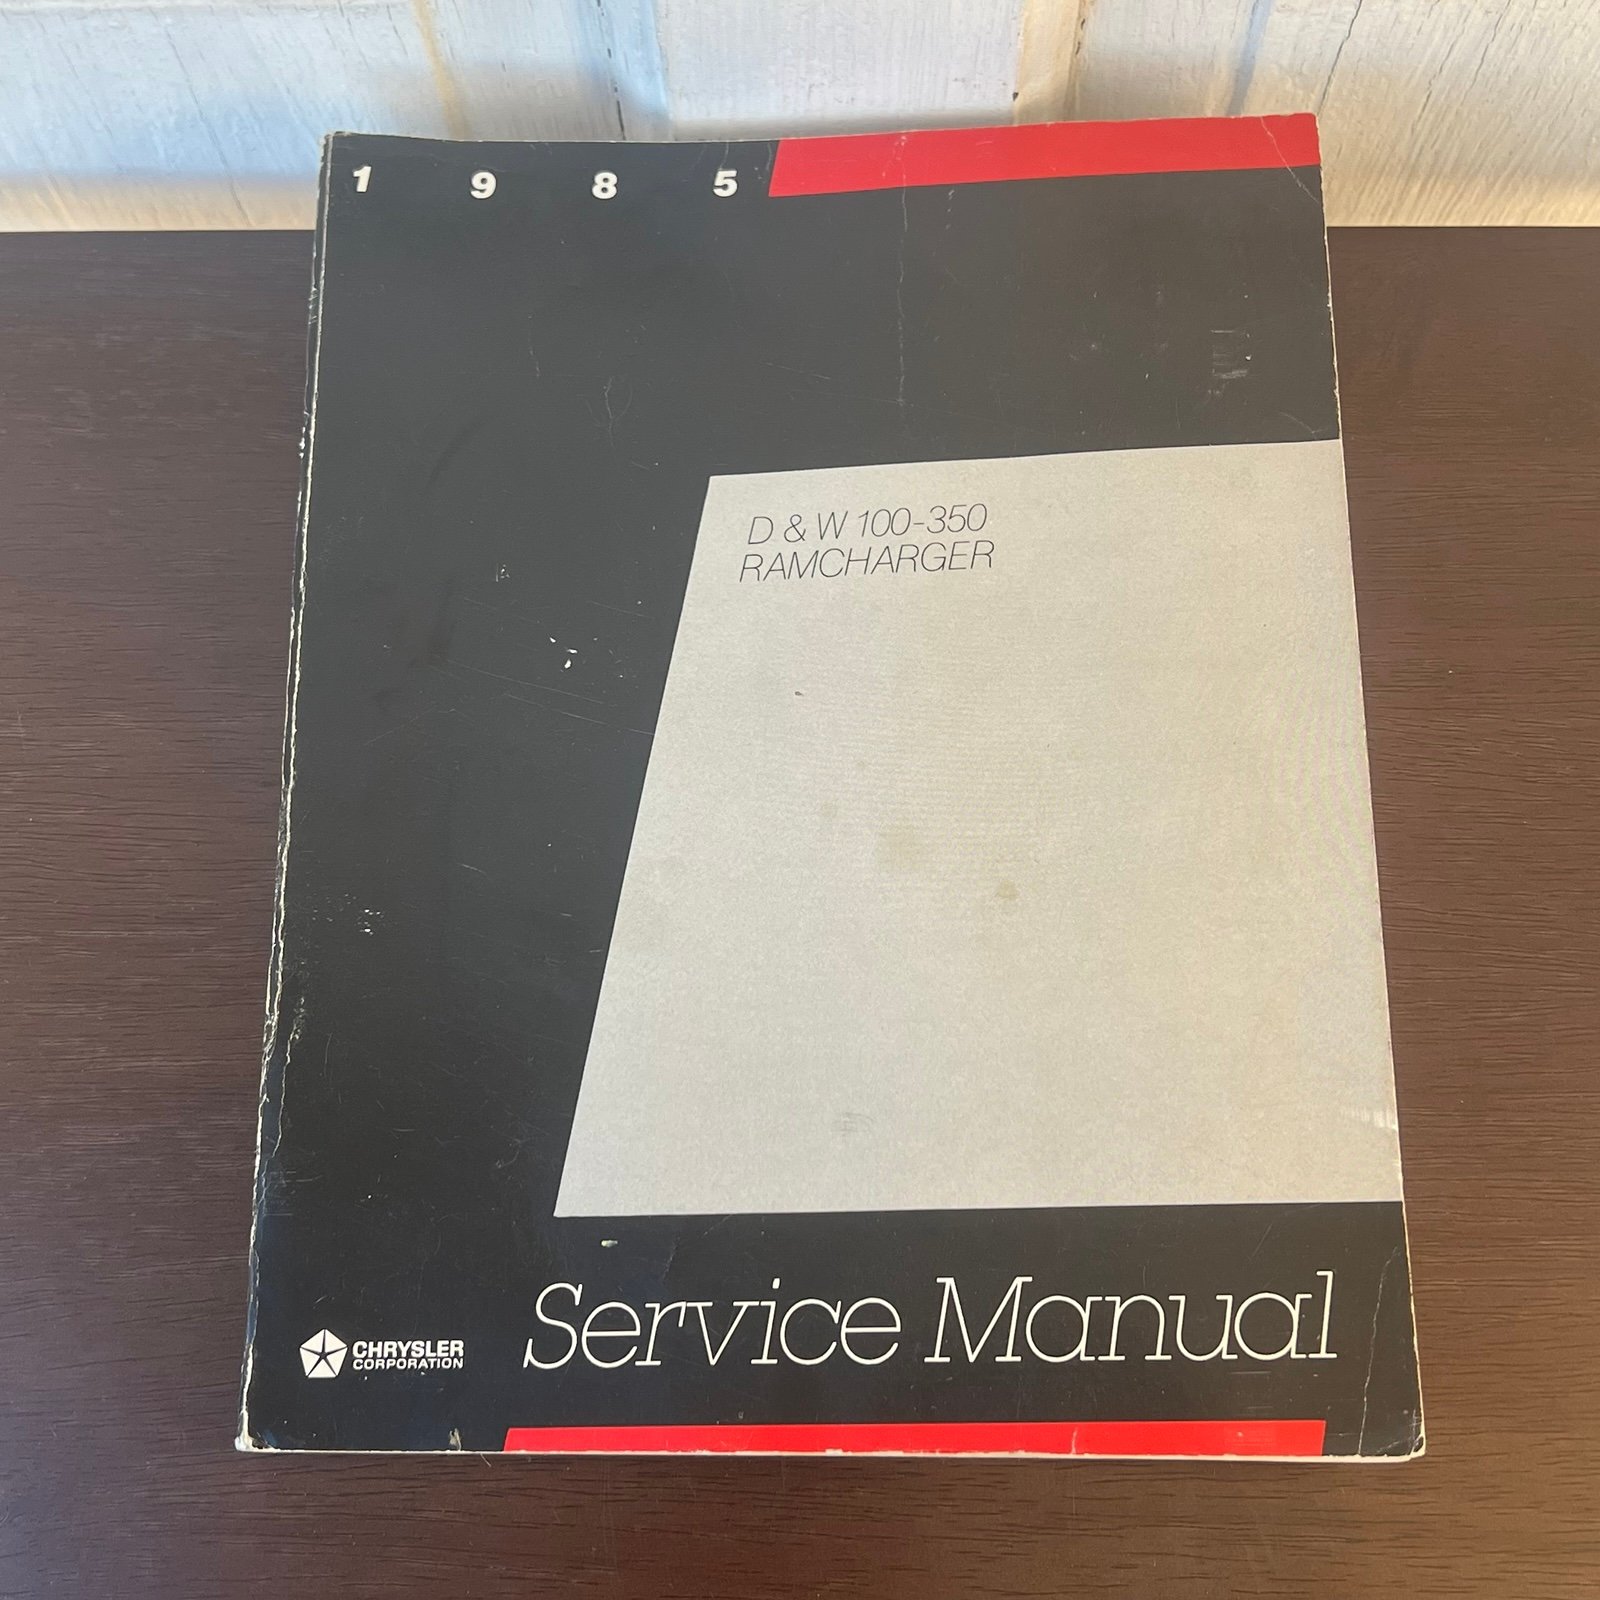 1 9 8 5
D & W 100-350
RAMCHARGER
Service Manual
CHRYSLER
CORPORATION